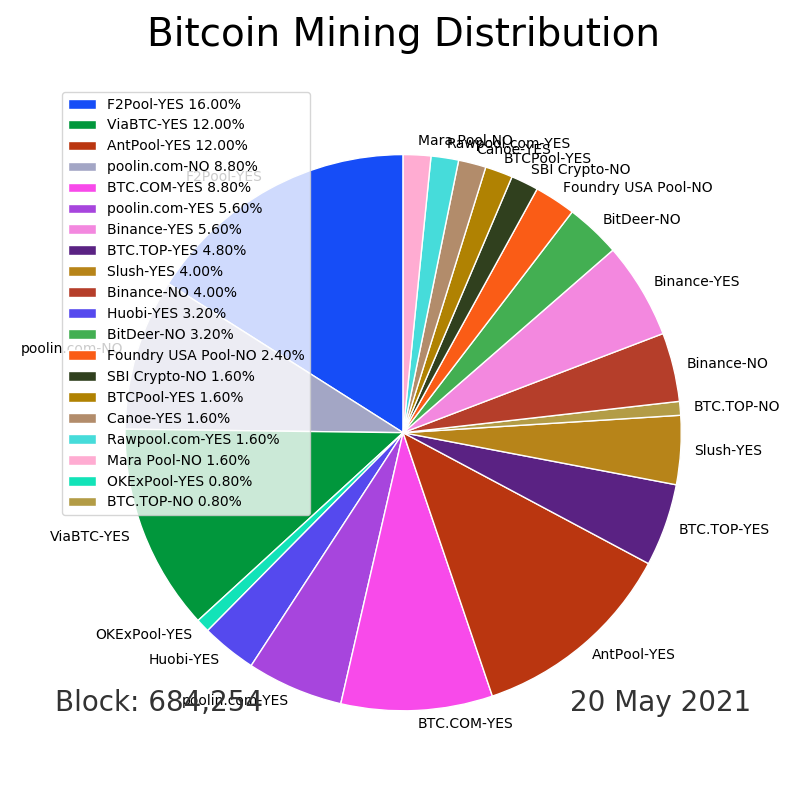 Bitcoin Mining Distribution
F2Pool-YES 16.00%
ViaBTC-YES 12.00%
AntPool-YES 12.00%
poolin.com-NO 8.80%
BTC.COM-YES 8.80%
poolin.com-YES 5.60%
Binance-YES 5.60%
BTC.TOP-YES 4.80%
Slush-YES 4.00%
Binance-NO 4.00%
Huobi-YES 3.20%
BitDeer-NO 3.20%
Foundry USA Pool-NO 2.40%
SBI Crypto-NO 1.60%
BTCPool-YES 1.60%
Canoe-YES 1.60%
Rawpool.com-YES 1.60%
Mara Pool-NO 1.60%
OKExPool-YES 0.80%
BTC.TOP-NO 0.80%
Mara Pool-NO
Rawpool.com-YES
Canoe-YES
BTCPool-YES
SBI Crypto-NO
Foundry USA Pool-NO
BitDeer-NO
Binance-YES
Binance-NO
BTC.TOP-NO
Slush-YES
BTC.TOP-YES
AntPool-YES
BTC.COM-YES
poolin.com-YES
Huobi-YES
OKExPool-YES
ViaBTC-YES
poolin.com-NO
F2Pool-YES
Block: 684,254
20 May 2021